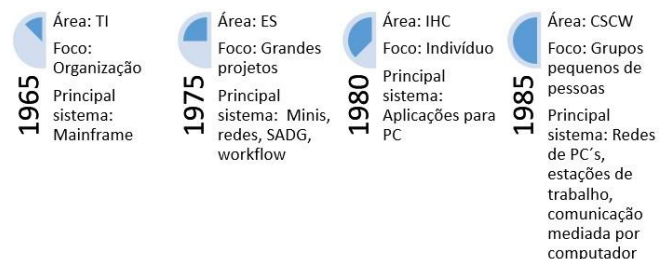 1965
Área: TI
Foco:
Organização
Principal
sistema:
Mainframe
1975
Área: ES
Foco: Grandes
projetos
Principal
sistema: Minis,
redes, SADG,
workflow
1980
Área: IHC
Foco: Indivíduo
Principal
sistema:
Aplicações para
PC
1985
Área: CSCW
Foco: Grupos
pequenos de
pessoas
Principal
sistema: Redes
de PC´s,
estações de
trabalho,
comunicação
mediada por
computador